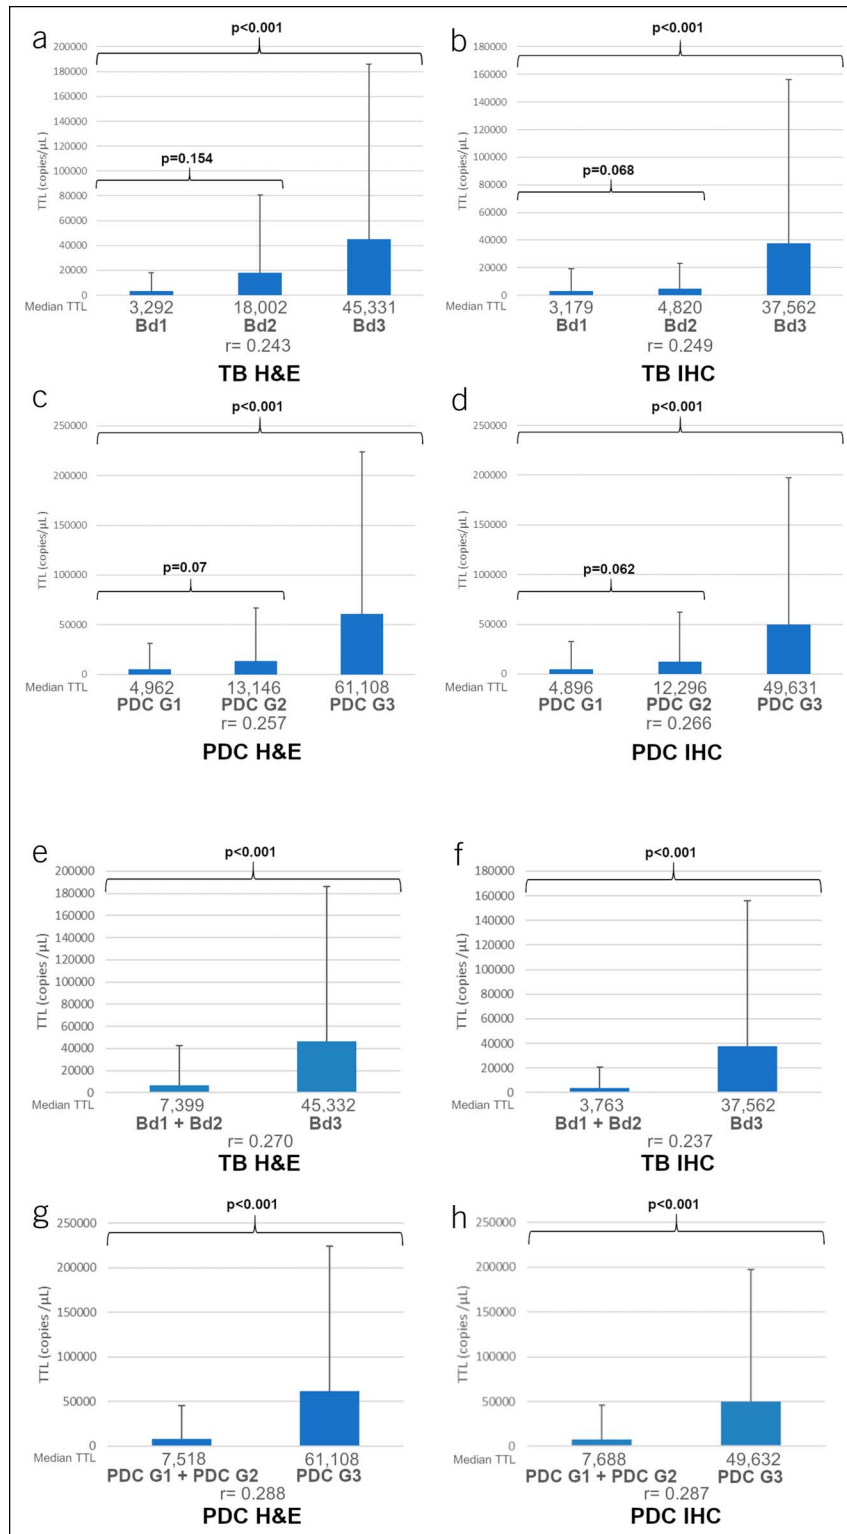 a
p<0.001
200000
180000
160000
140000
120000
100000
80000
60000
40000
20000
0
TTL (copies/µL)
p=0.154
Median TTL 3,292 18,002 45,331
Bd1 Bd2 Bd3
r= 0.243
TB H&E
b
p<0.001
180000
160000
140000
120000
100000
80000
60000
40000
20000
0
TTL (copies/µL)
p=0.068
3,179 4,820 37,562
Bd1 Bd2 Bd3
r= 0.249
TB IHC
c
p<0.001
250000
200000
150000
100000
50000
0
TTL (copies/µL)
p=0.07
Median TTL 4,962 13,146 61,108
PDC G1 PDC G2 PDC G3
r= 0.257
PDC H&E
d
p<0.001
250000
200000
150000
100000
50000
0
TTL (copies/µL)
p=0.062
Median TTL 4.896 12,296 49,631
PDC G1 PDC G2 PDC G3
r= 0.266
PDC IHC
e
p<0.001
200000
180000
160000
140000
120000
100000
80000
60000
40000
20000
0
TTL (copies /µL)
Median TTL 7,399 45,332
Bd1 + Bd2 Bd3
r= 0.270
TB H&E
f
p<0.001
180000
160000
140000
120000
100000
80000
60000
40000
20000
0
TTL (copies /µL)
Median TTL 3,763 37,562
Bd1 + Bd2 Bd3
r= 0.237
TB IHC
g
p<0.001
250000
200000
150000
100000
50000
0
TTL (copies /µL)
Median TTL 7,518 61,108
PDC G1 + PDC G2 PDC G3
r= 0.288
PDC H&E
h
p<0.001
250000
200000
150000
100000
50000
0
TTL (copies /µL)
Median TTL 7,688 49,632
PDC G1 + PDC G2 PDC G3
r= 0.287
PDC IHC